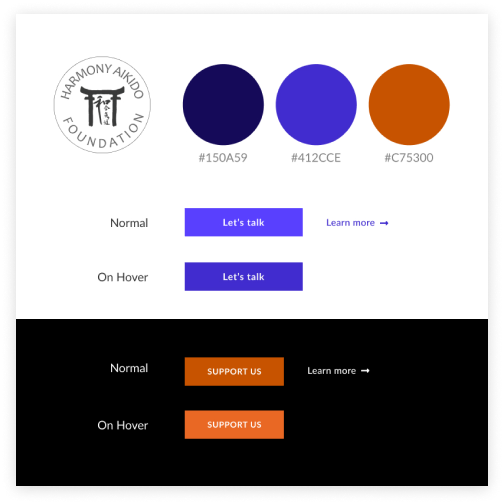 HARMONY AIKIDO
FOUNDATION
#150A59
#412CCE
#C75300
Normal
Let's talk
Learn more →
On Hover
Let's talk
Normal
SUPPORT US
Learn more →
On Hover
SUPPORT US